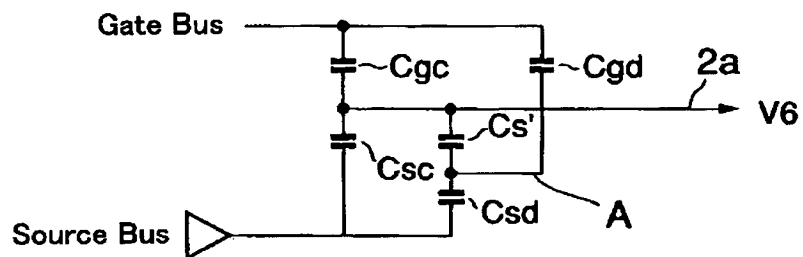 Gate Bus
Cgc
Cgd
2a
V6
Cs'
Csc
Csd
A
Source Bus